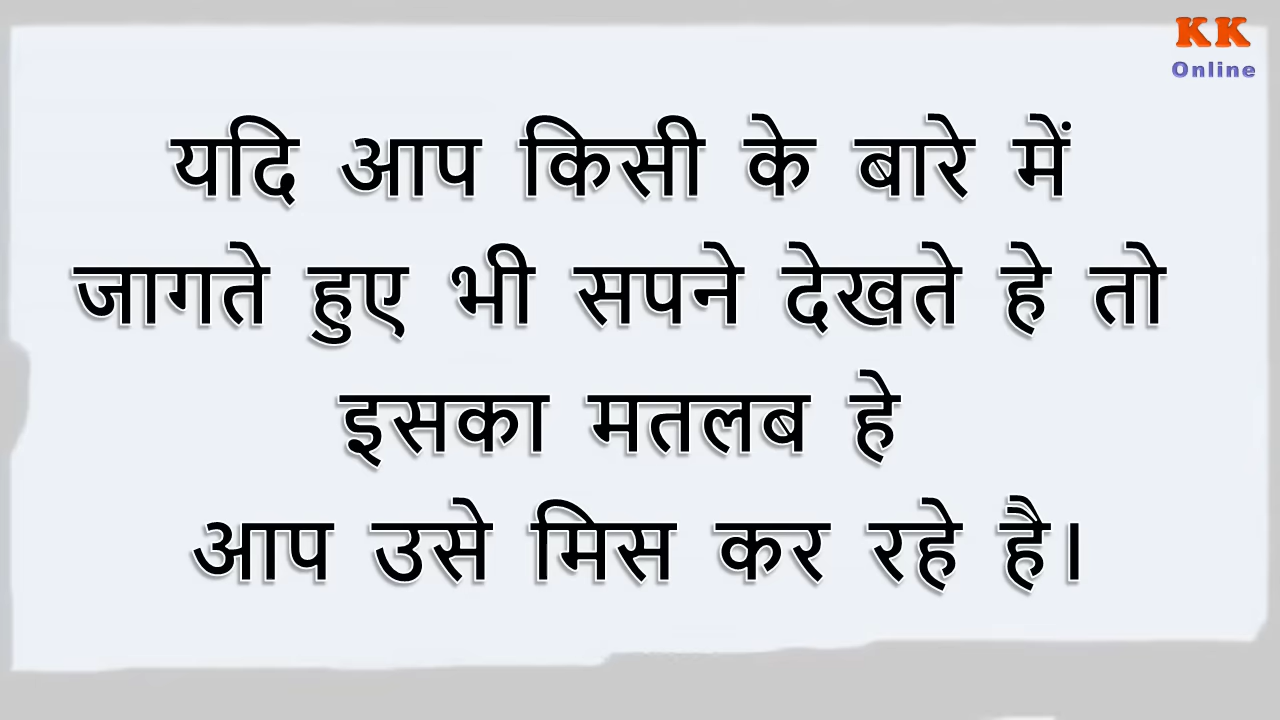 KK
Online
यदि आप किसी के बारे में
जागते हुए भी सपने देखते हे तो
इसका मतलब हे
आप उसे मिस कर रहे है।